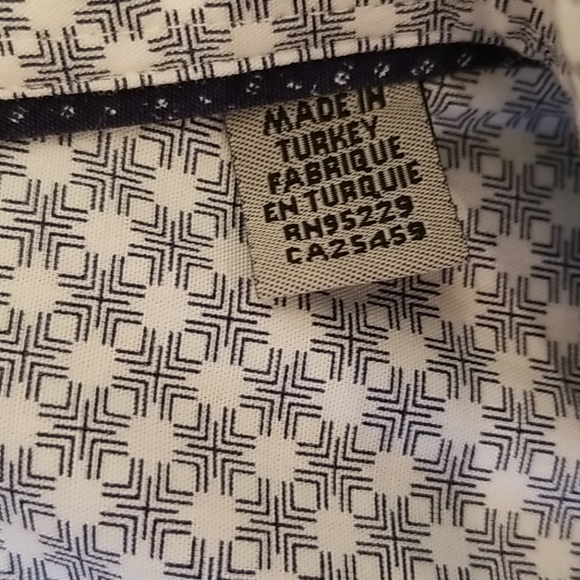 MADE IN
TURKEY
FABRIQUE
EN TURQUIE
RN95229
CA25459